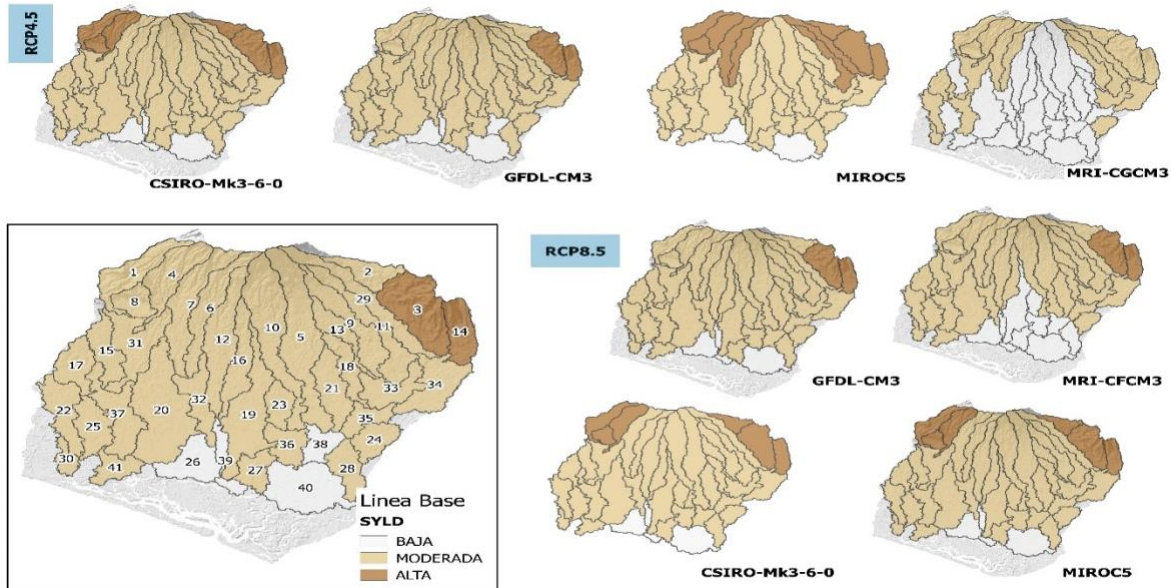 RCP4.5
CSIRO-Mk3-6-0
GFDL-CM3
MIROC5
MRI-CGCM3
RCP8.5
GFDL-CM3
MRI-CFCM3
CSIRO-Mk3-6-0
MIROC5
1
4
2
8
7
6
29
3
12
10
5
13
9
11
14
15
31
16
17
18
21
33
34
22
37
20
32
19
23
35
25
36
38
24
30
41
26
39
27
28
40
Linea Base
SYLD
BAJA
MODERADA
ALTA